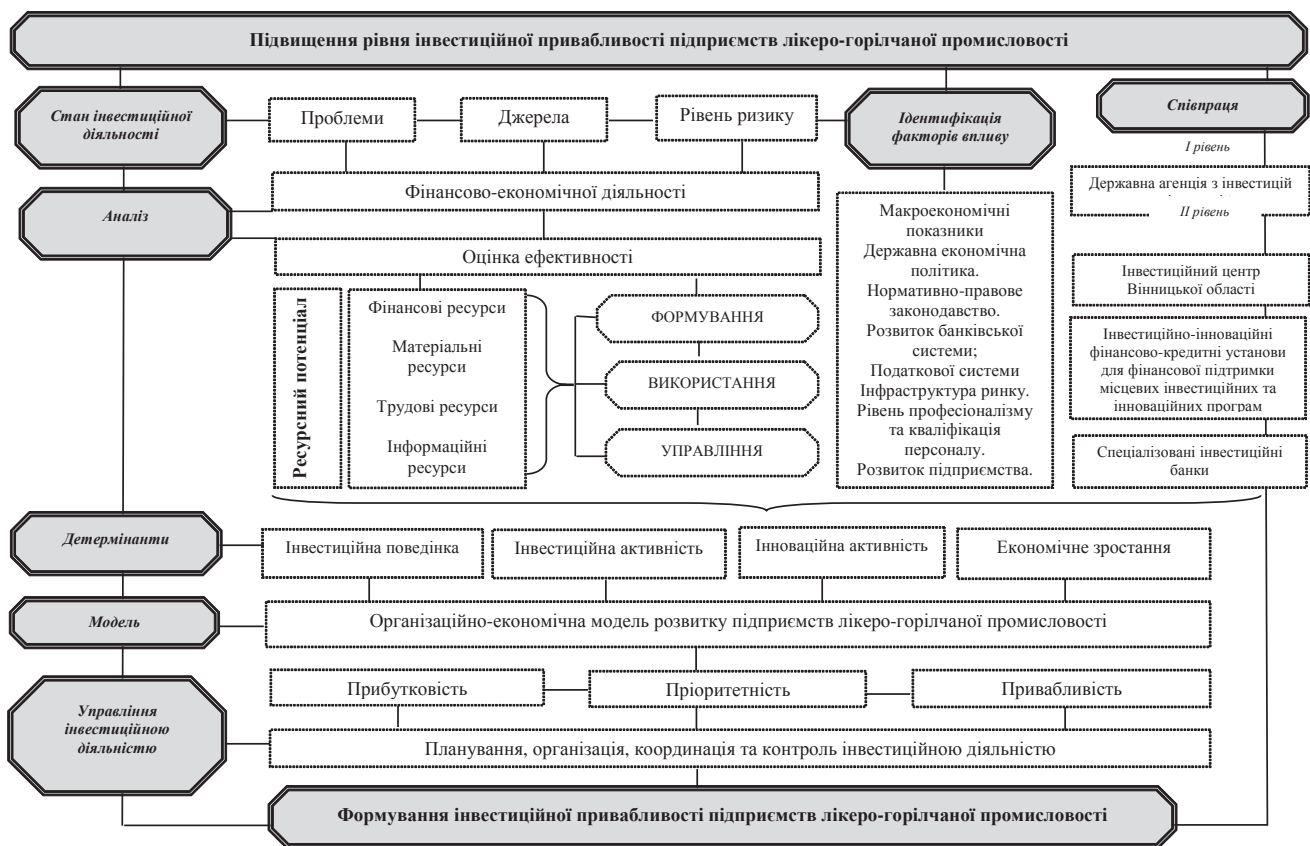 Підвищення рівня інвестиційної привабливості підприємств лікеро-горілчаної промисловості
Стан інвестиційної
діяльності
Проблеми
Джерела
Рівень ризику
Ідентифікація
факторів впливу
Співпраця
І рівень
Фінансово-економічної діяльності
Державна агенція з інвестицій
ІІ рівень
Аналіз
Оцінка ефективності
Макроекономічні
показники
Державна економічна
політика.
Нормативно-правове
законодавство.
Розвиток банківської
системи;
Податкової системи
Інфраструктура ринку.
Рівень професіоналізму
та кваліфікація
персоналу.
Розвиток підприємства.
Інвестиційний центр
Вінницької області
Інвестиційно-інноваційні
фінансово-кредитні установи
для фінансової підтримки
місцевих інвестиційних та
інноваційних програм
Спеціалізовані інвестиційні
банки
Ресурсний потенціал
Фінансові ресурси
Матеріальні
ресурси
Трудові ресурси
Інформаційні
ресурси
ФОРМУВАННЯ
ВИКОРИСТАННЯ
УПРАВЛІННЯ
Детермінанти
Інвестиційна поведінка
Інвестиційна активність
Інноваційна активність
Економічне зростання
Модель
Організаційно-економічна модель розвитку підприємств лікеро-горілчаної промисловості
Прибутковість
Пріоритетність
Привабливість
Управління
інвестиційною
діяльністю
Планування, організація, координація та контроль інвестиційною діяльністю
Формування інвестиційної привабливості підприємств лікеро-горілчаної промисловості